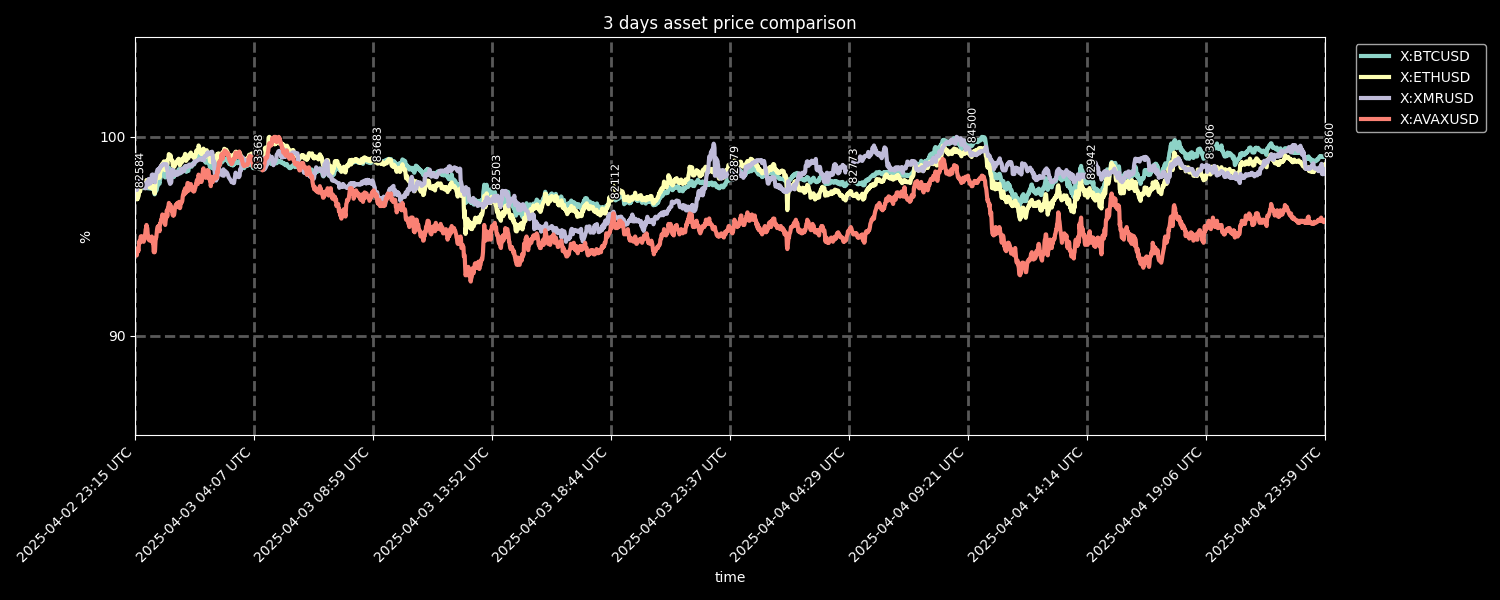 3 days asset price comparison
X:BTCUSD
X:ETHUSD
X:XMRUSD
X:AVAXUSD
%
100
90
82584
83368
83683
82503
82112
82879
82773
84500
82942
83806
83860
2025-04-02 23:15 UTC
2025-04-03 04:07 UTC
2025-04-03 08:59 UTC
2025-04-03 13:52 UTC
2025-04-03 18:44 UTC
2025-04-03 23:37 UTC
2025-04-04 04:29 UTC
2025-04-04 09:21 UTC
2025-04-04 14:14 UTC
2025-04-04 19:06 UTC
2025-04-04 23:59 UTC
time